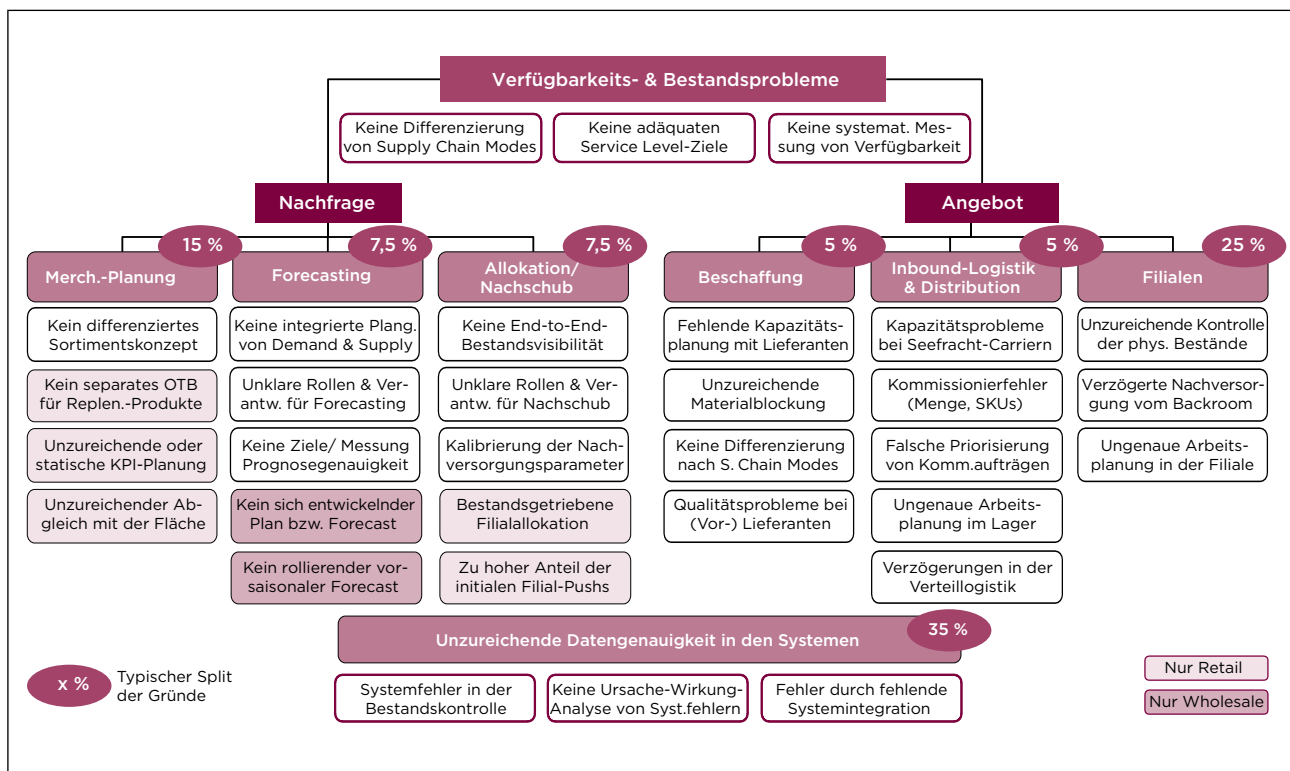 Verfügbarkeits- & Bestandsprobleme
Keine Differenzierung
von Supply Chain Modes
Keine adäquaten
Service Level-Ziele
Keine systemat. Mes-
sung von Verfügbarkeit
Nachfrage
Angebot
15 %
Merch.-Planung
Kein differenziertes
Sortimentskonzept
Kein separates OTB
für Replen.-Produkte
Unzureichende oder
statische KPI-Planung
Unzureichender Ab-
gleich mit der Fläche
7,5 %
Forecasting
Keine integrierte Plang.
von Demand & Supply
Unklare Rollen & Ver-
antw. für Forecasting
Keine Ziele/ Messung
Prognosegenauigkeit
Kein sich entwickelnder
Plan bzw. Forecast
Kein rollierender vor-
saisonaler Forecast
7,5 %
Allokation/
Nachschub
Keine End-to-End-
Bestandsvisibilität
Unklare Rollen & Ver-
antw. für Nachschub
Kalibrierung der Nach-
versorgungsparameter
Bestandsgetriebene
Filialallokation
Zu hoher Anteil der
initialen Filial-Pushs
5 %
Beschaffung
Fehlende Kapazitäts-
planung mit Lieferanten
Unzureichende
Materialblockung
Keine Differenzierung
nach S. Chain Modes
Qualitätsprobleme bei
(Vor-) Lieferanten
5 %
Inbound-Logistik
& Distribution
Kapazitätsprobleme
bei Seefracht-Carriern
Kommissionierfehler
(Menge, SKUs)
Falsche Priorisierung
von Komm.aufträgen
Ungenaue Arbeits-
planung im Lager
Verzögerungen in der
Verteillogistik
25 %
Filialen
Unzureichende Kontrolle
der phys. Bestände
Verzögerte Nachversor-
gung vom Backroom
Ungenaue Arbeits-
planung in der Filiale
35 %
Unzureichende Datengenauigkeit in den Systemen
Systemfehler in der
Bestandskontrolle
Keine Ursache-Wirkung-
Analyse von Syst.fehlern
Fehler durch fehlende
Systemintegration
x %
Typischer Split
der Gründe
Nur Retail
Nur Wholesale